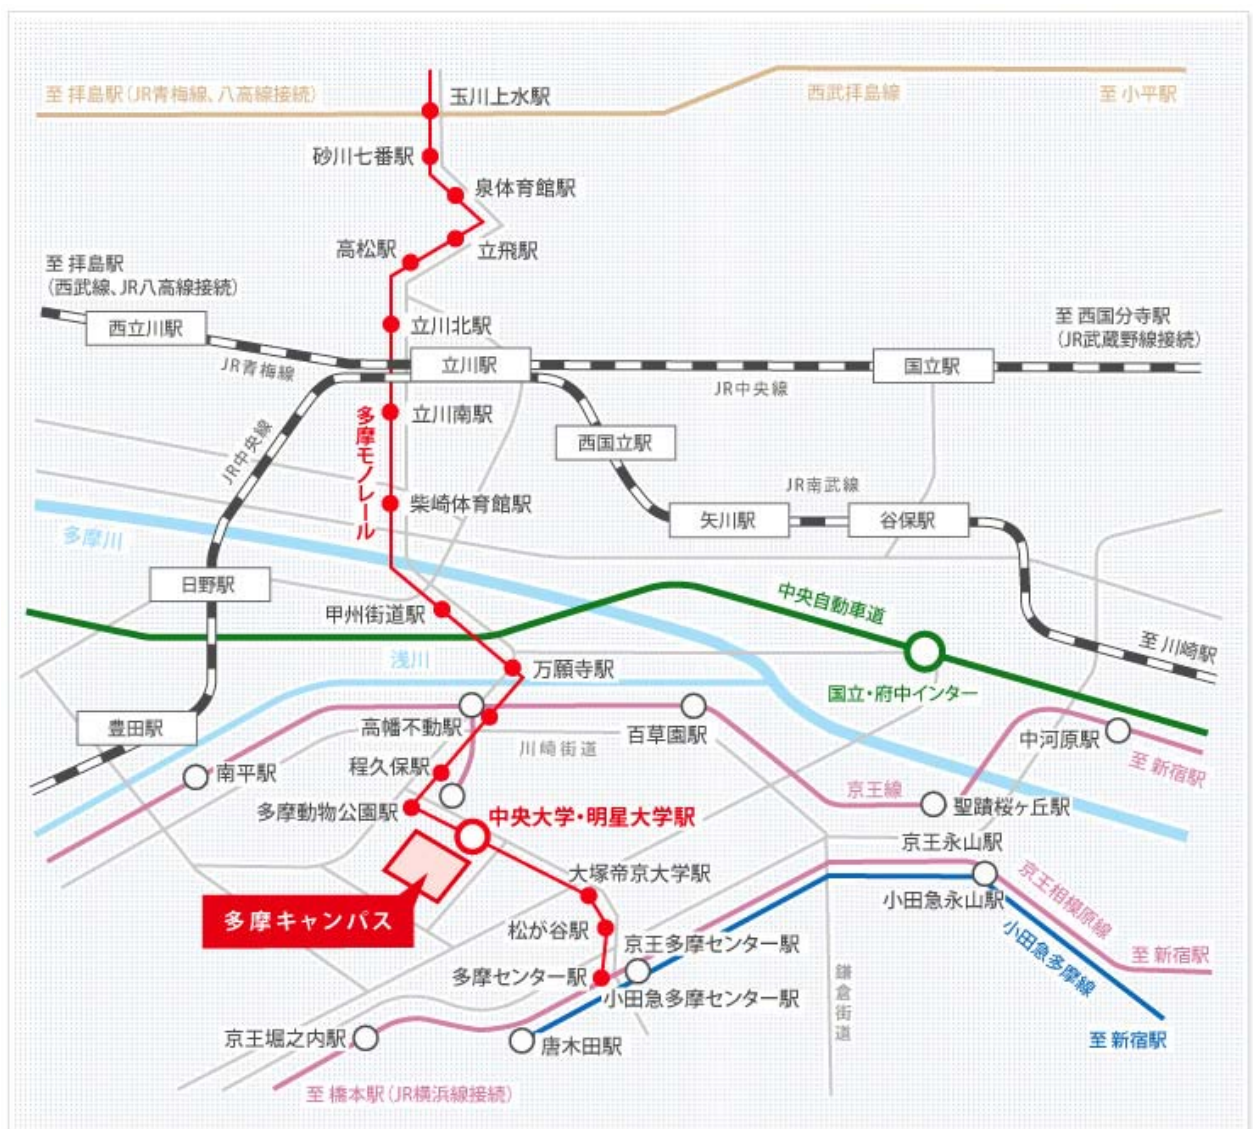 至 拝島駅(JR青梅線、八高線接続)
西武拝島線
至 小平駅
玉川上水駅
砂川七番駅
泉体育館駅
高松駅
立飛駅
至 拝島駅
(西武線、JR八高線接続)
西立川駅
立川北駅
至 西国分寺駅
(JR武蔵野線接続)
JR青梅線
立川駅
国立駅
JR中央線
多摩モノレール
立川南駅
JR中央線
西国立駅
JR南武線
柴崎体育館駅
矢川駅
谷保駅
多摩川
日野駅
甲州街道駅
中央自動車道
至 川崎駅
浅川
万願寺駅
国立・府中インター
豊田駅
高幡不動駅
川崎街道
百草園駅
中河原駅
至 新宿駅
南平駅
程久保駅
京王線
聖蹟桜ヶ丘駅
多摩動物公園駅
中央大学・明星大学駅
京王永山駅
大塚帝京大学駅
小田急永山駅
京王相模原線
多摩キャンパス
松が谷駅
京王多摩センター駅
小田急多摩線
至 新宿駅
多摩センター駅
小田急多摩センター駅
鎌倉街道
京王堀之内駅
唐木田駅
至 新宿駅
至 橋本駅(JR横浜線接続)